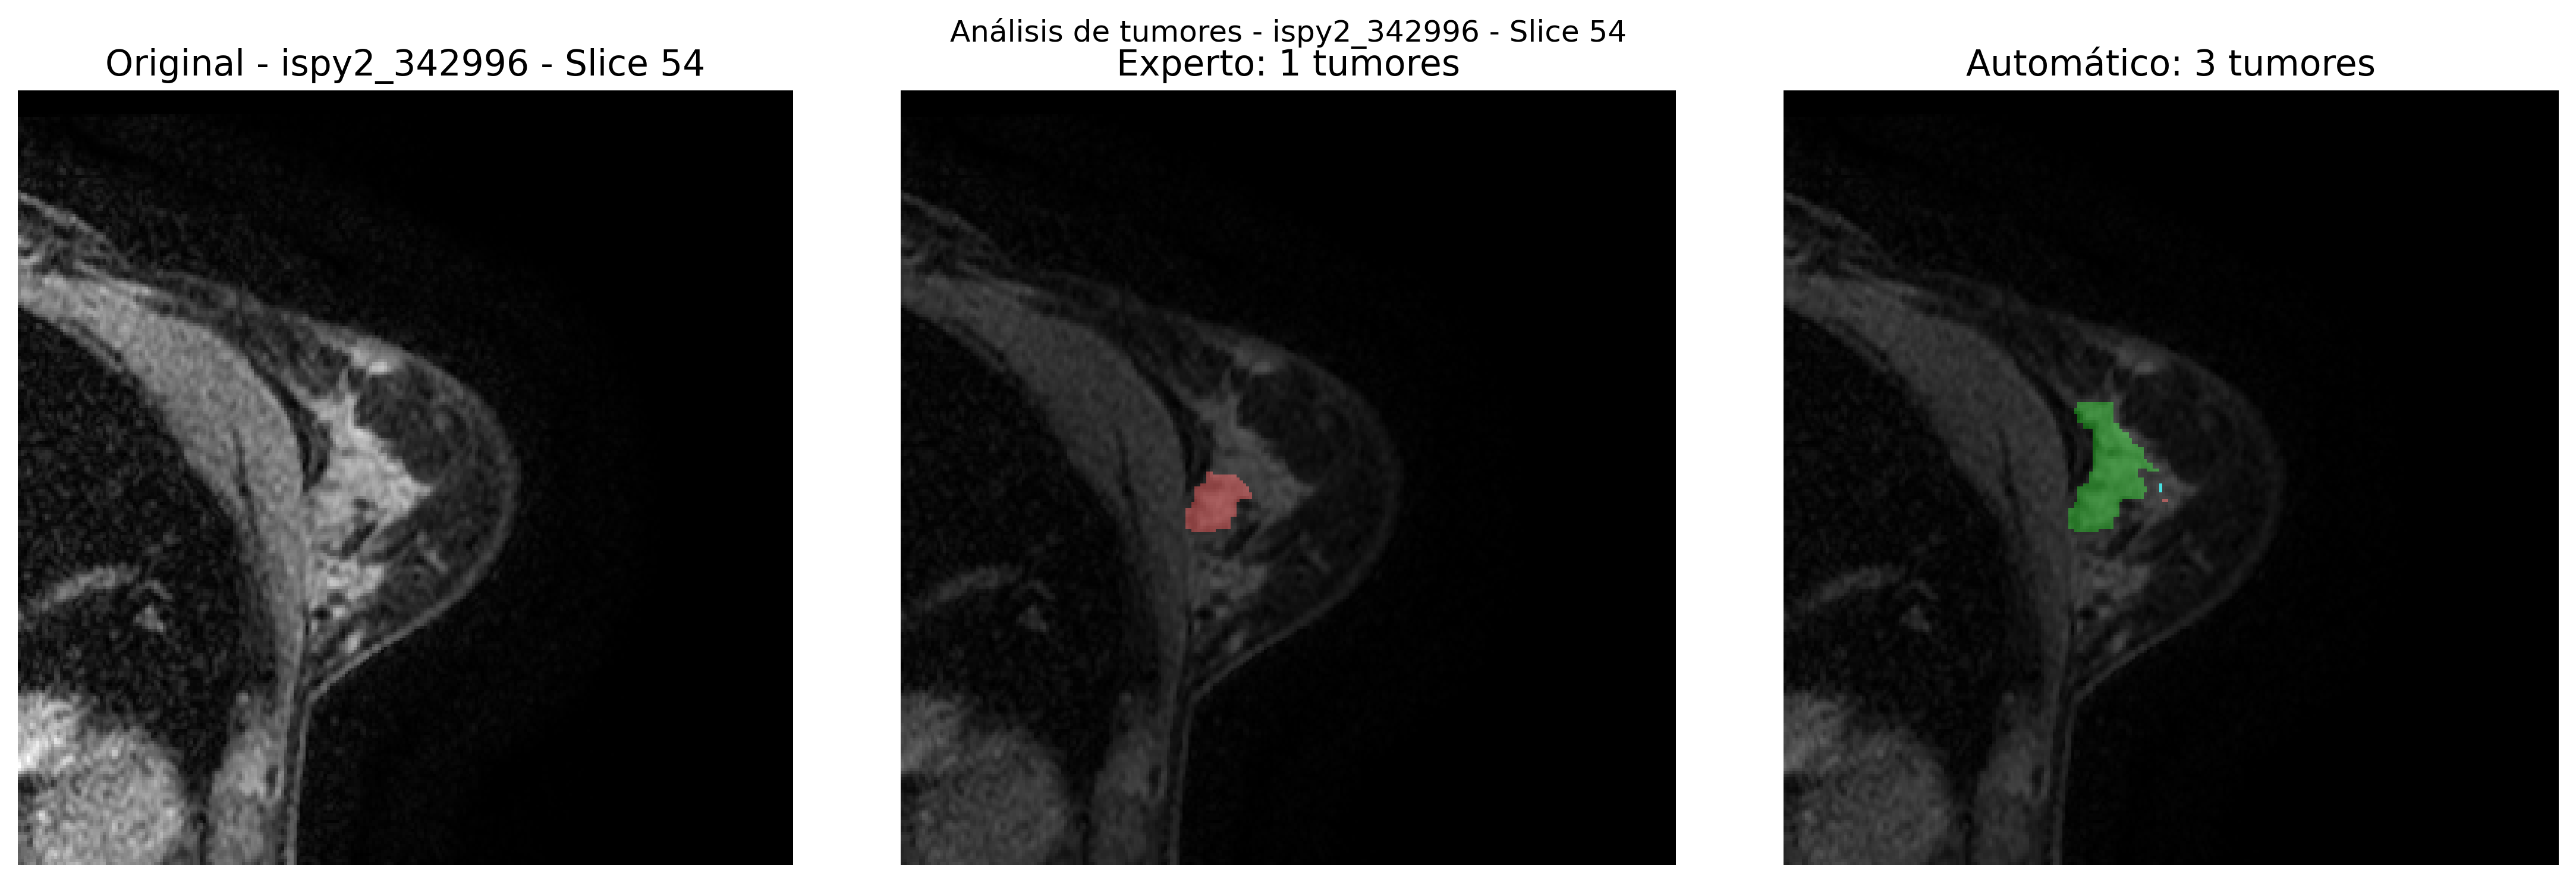 Análisis de tumores - ispy2_342996 - Slice 54
Original - ispy2_342996 - Slice 54
Experto: 1 tumores
Automático: 3 tumores